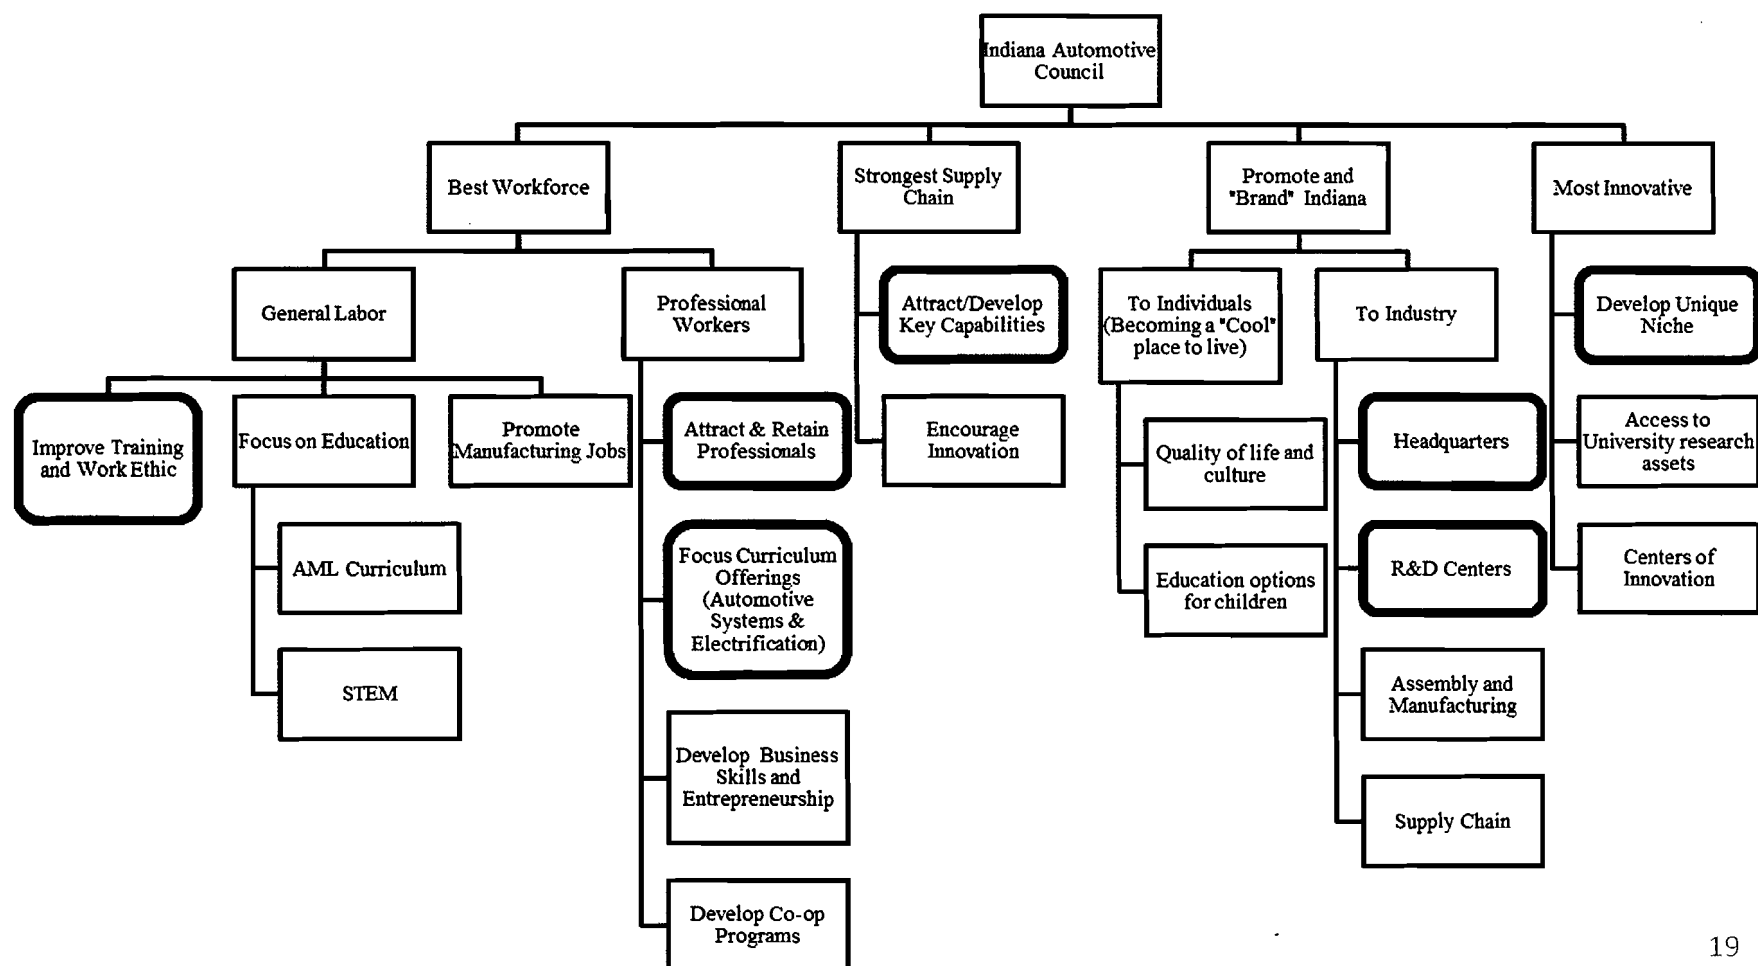 Indiana Automotive
Council
Best Workforce
Strongest Supply
Chain
Promote and
"Brand" Indiana
Most Innovative
General Labor
Professional
Workers
Attract/Develop
Key Capabilities
To Individuals
(Becoming a "Cool"
place to live)
To Industry
Develop Unique
Niche
Improve Training
and Work Ethic
Focus on Education
Promote
Manufacturing Jobs
Attract & Retain
Professionals
Encourage
Innovation
Quality of life and
culture
Headquarters
Access to
University research
assets
AML Curriculum
Focus Curriculum
Offerings
(Automotive
Systems &
Electrification)
Education options
for children
R&D Centers
Centers of
Innovation
STEM
Develop Business
Skills and
Entrepreneurship
Assembly and
Manufacturing
Supply Chain
Develop Co-op
Programs
19